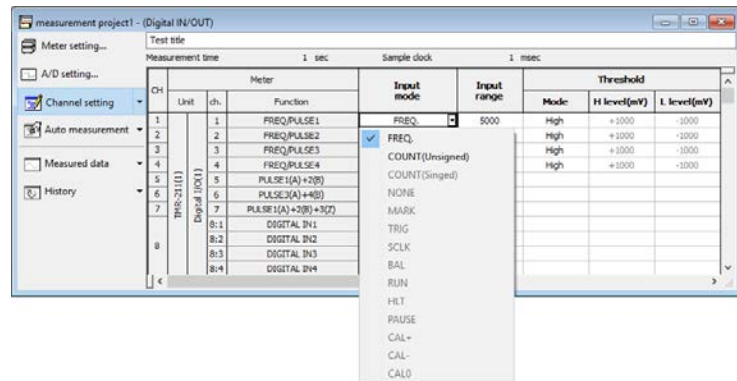 measurement project1 - (Digital IN/OUT)
Meter setting...
A/D setting...
Channel setting
Auto measurement
Measured data
History
Test title
Measurement time 1 sec Sample clock 1 msec
CH Meter Input mode Input range Threshold
Unit ch. Function Mode H level(mV) L level(mV)
TMR-211(1) Digital I/O(1)
1 1 FREQ/PULSE1 FREQ. 5000 High +1000 -1000
2 2 FREQ/PULSE2 High +1000 -1000
3 3 FREQ/PULSE3 High +1000 -1000
4 4 FREQ/PULSE4 High +1000 -1000
5 5 PULSE1(A)+2(B)
6 6 PULSE3(A)+4(B)
7 7 PULSE1(A)+2(B)+3(Z)
8 8:1 DIGITAL IN1
8:2 DIGITAL IN2
8:3 DIGITAL IN3
8:4 DIGITAL IN4
FREQ.
COUNT(Unsigned)
COUNT(Singed)
NONE
MARK
TRIG
SCLK
BAL
RUN
HLT
PAUSE
CAL+
CAL-
CAL0